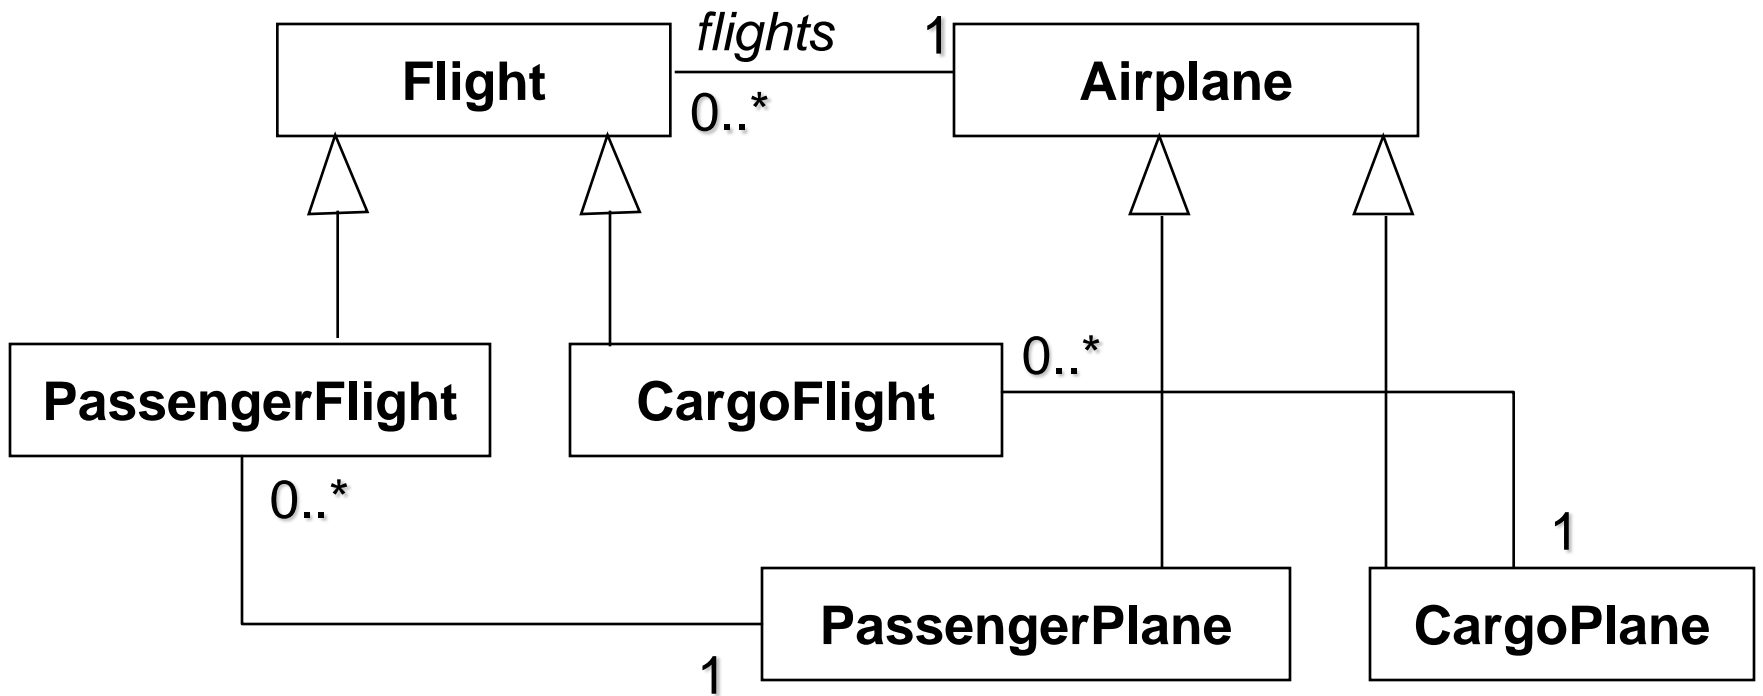 flights
1
Flight
Airplane
0..*
0..*
PassengerFlight
CargoFlight
0..*
1
PassengerPlane
CargoPlane
1